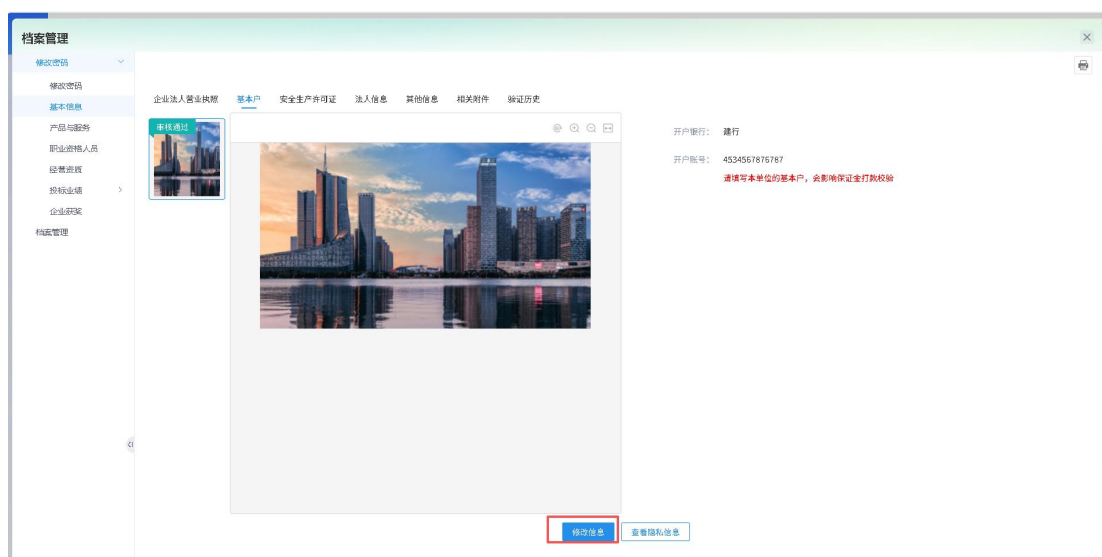 档案管理
修改密码
修改密码
基本信息
产品与服务
职业资格人员
经营资质
投标业绩
企业获奖
档案管理
企业法人营业执照 基本户 安全生产许可证 法人信息 其他信息 相关附件 验证历史
审核通过
开户银行： 建行
开户账号： 4534567876787
请填写本单位的基本户，会影响保证金打款校验
修改信息 查看隐私信息